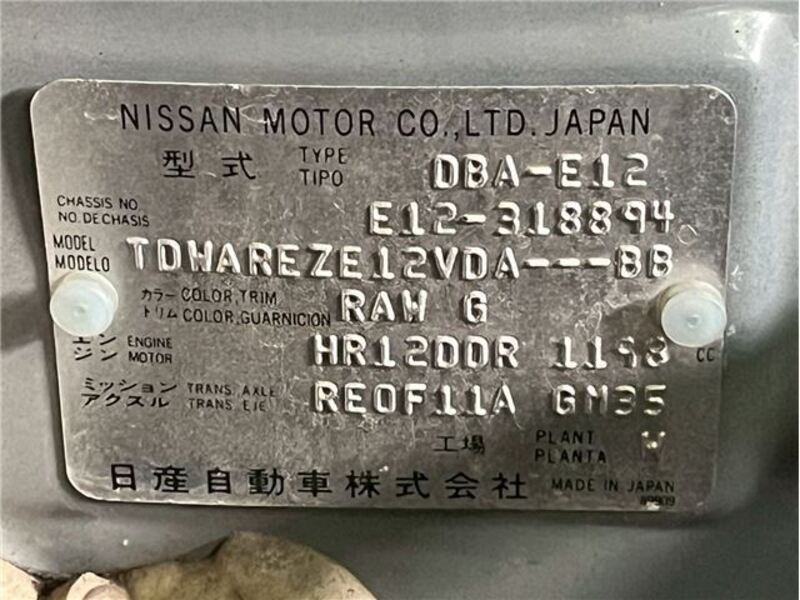 NISSAN MOTOR CO.,LTD. JAPAN
型式 TYPE TIPO DBA-E12
CHASSIS NO. NO. DE CHASIS E12-318894
MODEL MODELO TDWAREZE12VDA---BB
カラー COLOR,TRIM トリム COLOR,GUARNICION RAW G
エンジン ENGINE MOTOR HR12DDR 1198 CC
ミッション TRANS. AXLE アクスル TRANS. EJE RE0F11A GM35
工場 PLANT PLANTA W
日産自動車株式会社 MADE IN JAPAN
89909